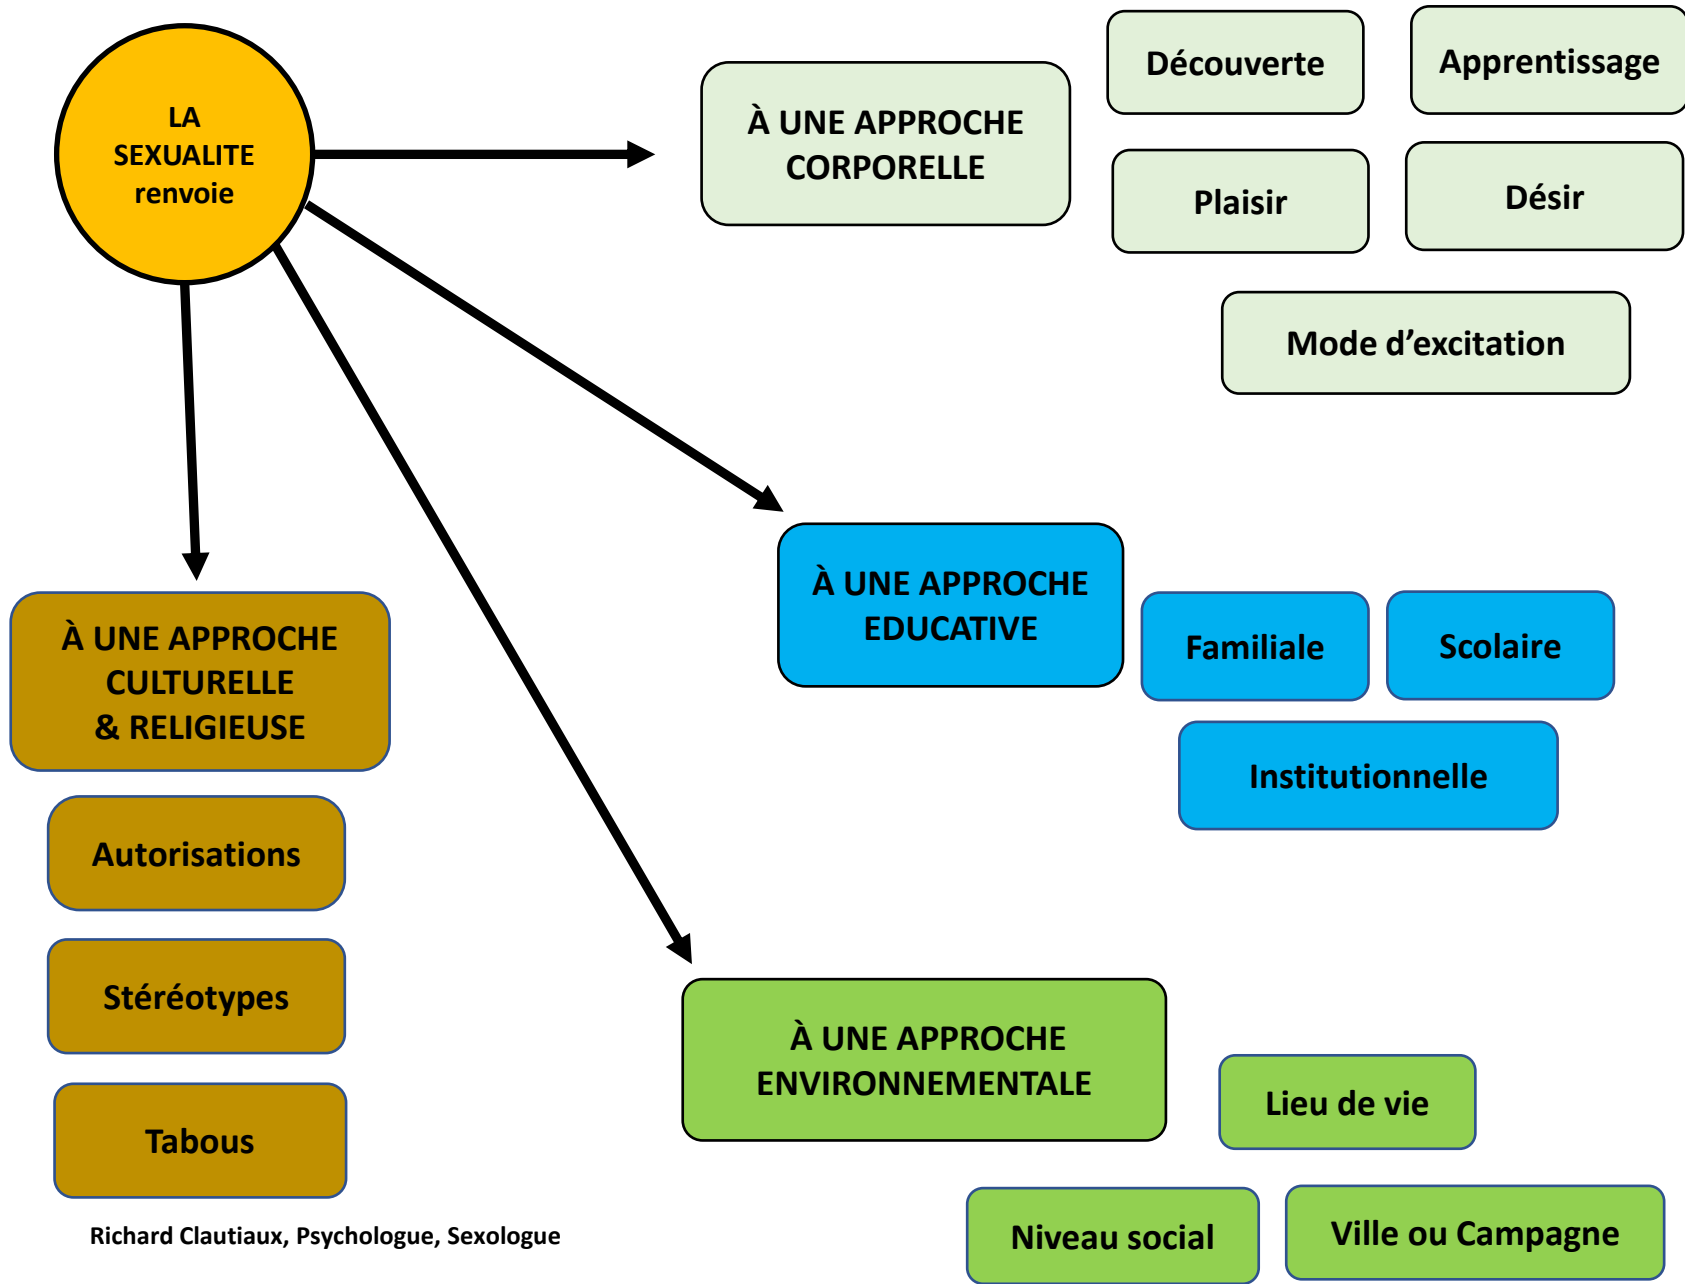 LA
SEXUALITE
renvoie
À UNE APPROCHE
CORPORELLE
Découverte
Apprentissage
Plaisir
Désir
Mode d’excitation
À UNE APPROCHE
EDUCATIVE
Familiale
Scolaire
Institutionnelle
À UNE APPROCHE
CULTURELLE
& RELIGIEUSE
Autorisations
Stéréotypes
Tabous
À UNE APPROCHE
ENVIRONNEMENTALE
Lieu de vie
Niveau social
Ville ou Campagne
Richard Clautiaux, Psychologue, Sexologue